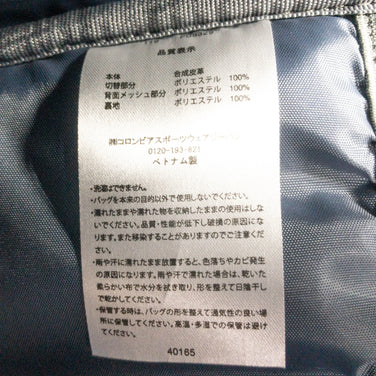 品質表示
本体 合成皮革
切替部分 ポリエステル 100%
背面メッシュ部分 ポリエステル 100%
裏地 ポリエステル 100%
㈱コロンビアスポーツウェアジャパン
0120-193-821
ベトナム製
・洗濯はできません。
・バッグを本来の目的以外で使用しないでください。
・濡れたままや濡れた物を収納したままの使用はしな
いでください。品質・性能が低下し破損の原因になり
ます。また移染することがありますのでご注意くださ
い。
・雨や汗に濡れたまま放置すると、色落ちやカビ発生
の原因になります。雨や汗で濡れた場合は、乾いた
柔らかい布で水分を拭き取り、形を整えて日陰干し
で乾かしてください。
・保管する時は、バッグの形を整えて通気性の良い場
所に保管してください。高温・多湿での保管は避け
てください。
40165